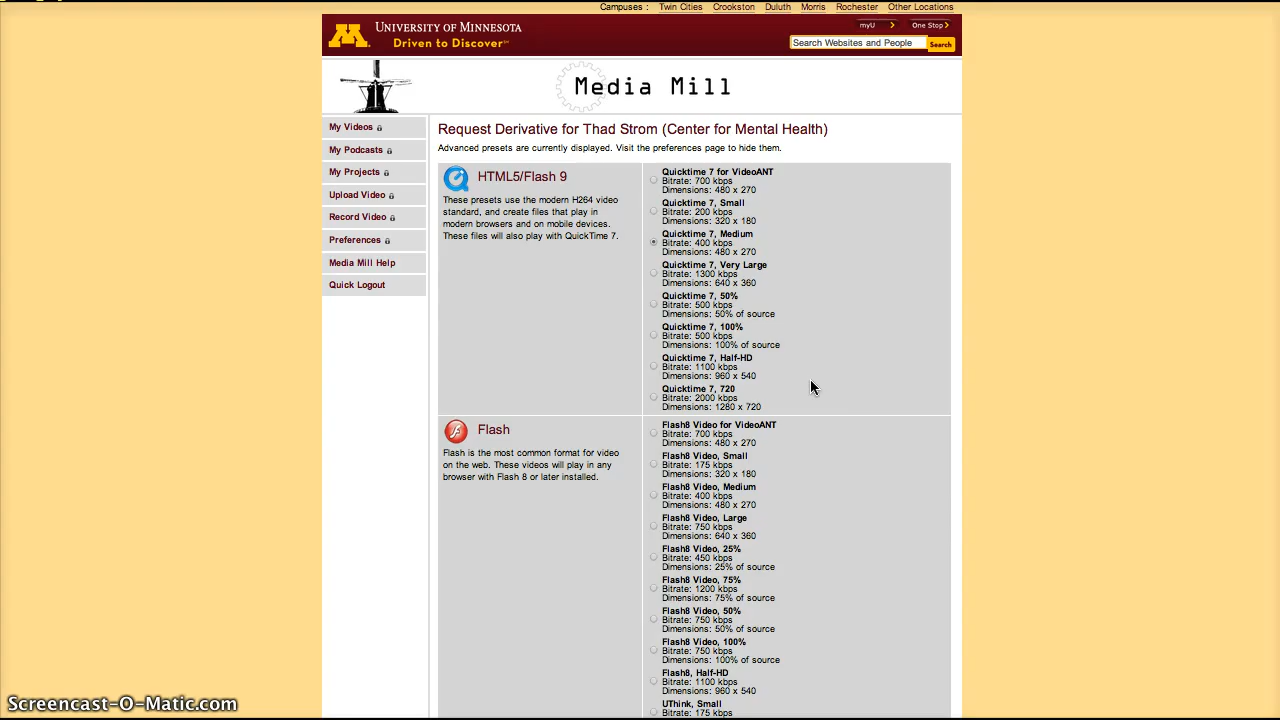 Campuses : Twin Cities Crookston Duluth Morris Rochester Other Locations
UNIVERSITY OF MINNESOTA
Driven to Discover℠
myU One Stop
Search Websites and People Search
Media Mill
My Videos
My Podcasts
My Projects
Upload Video
Record Video
Preferences
Media Mill Help
Quick Logout
Request Derivative for Thad Strom (Center for Mental Health)
Advanced presets are currently displayed. Visit the preferences page to hide them.
HTML5/Flash 9
These presets use the modern H264 video
standard, and create files that play in
modern browsers and on mobile devices.
These files will also play with QuickTime 7.
Quicktime 7 for VideoANT
Bitrate: 700 kbps
Dimensions: 480 x 270
Quicktime 7, Small
Bitrate: 200 kbps
Dimensions: 320 x 180
Quicktime 7, Medium
Bitrate: 400 kbps
Dimensions: 480 x 270
Quicktime 7, Very Large
Bitrate: 1300 kbps
Dimensions: 640 x 360
Quicktime 7, 50%
Bitrate: 500 kbps
Dimensions: 50% of source
Quicktime 7, 100%
Bitrate: 500 kbps
Dimensions: 100% of source
Quicktime 7, Half-HD
Bitrate: 1100 kbps
Dimensions: 960 x 540
Quicktime 7, 720
Bitrate: 2000 kbps
Dimensions: 1280 x 720
Flash
Flash is the most common format for video
on the web. These videos will play in any
browser with Flash 8 or later installed.
Flash8 Video for VideoANT
Bitrate: 700 kbps
Dimensions: 480 x 270
Flash8 Video, Small
Bitrate: 175 kbps
Dimensions: 320 x 180
Flash8 Video, Medium
Bitrate: 400 kbps
Dimensions: 480 x 270
Flash8 Video, Large
Bitrate: 750 kbps
Dimensions: 640 x 360
Flash8 Video, 25%
Bitrate: 450 kbps
Dimensions: 25% of source
Flash8 Video, 75%
Bitrate: 1200 kbps
Dimensions: 75% of source
Flash8 Video, 50%
Bitrate: 750 kbps
Dimensions: 50% of source
Flash8 Video, 100%
Bitrate: 750 kbps
Dimensions: 100% of source
Flash8, Half-HD
Bitrate: 1100 kbps
Dimensions: 960 x 540
UThink, Small
Bitrate: 175 kbps
Screencast-O-Matic.com